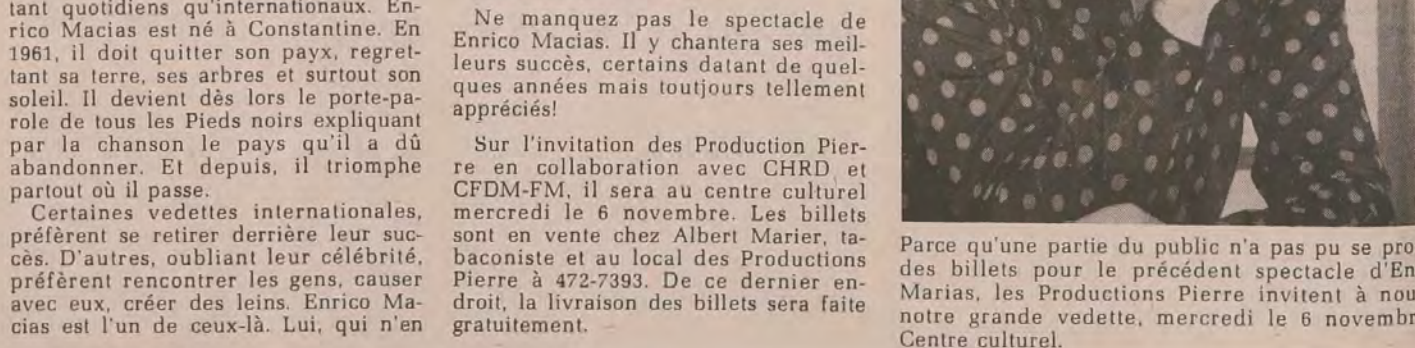 tant quotidiens qu'internationaux. En-
rico Macias est né à Constantine. En
1961, il doit quitter son payx, regret-
tant sa terre, ses arbres et surtout son
soleil. Il devient dès lors le porte-pa-
role de tous les Pieds noirs expliquant
par la chanson le pays qu'il a dû
abandonner. Et depuis, il triomphe
partout où il passe.
Certaines vedettes internationales,
préfèrent se retirer derrière leur suc-
cès. D'autres, oubliant leur célébrité,
préfèrent rencontrer les gens, causer
avec eux, créer des leins. Enrico Ma-
cias est l'un de ceux-là. Lui, qui n'en
Ne manquez pas le spectacle de
Enrico Macias. Il y chantera ses meil-
leurs succès, certains datant de quel-
ques années mais toutjours tellement
appréciés!
Sur l'invitation des Production Pier-
re en collaboration avec CHRD et
CFDM-FM, il sera au centre culturel
mercredi le 6 novembre. Les billets
sont en vente chez Albert Marier, ta-
baconiste et au local des Productions
Pierre à 472-7393. De ce dernier en-
droit, la livraison des billets sera faite
gratuitement.
Parce qu'une partie du public n'a pas pu se pro
des billets pour le précédent spectacle d'En
Marias, les Productions Pierre invitent à nou
notre grande vedette, mercredi le 6 novembr
Centre culturel.